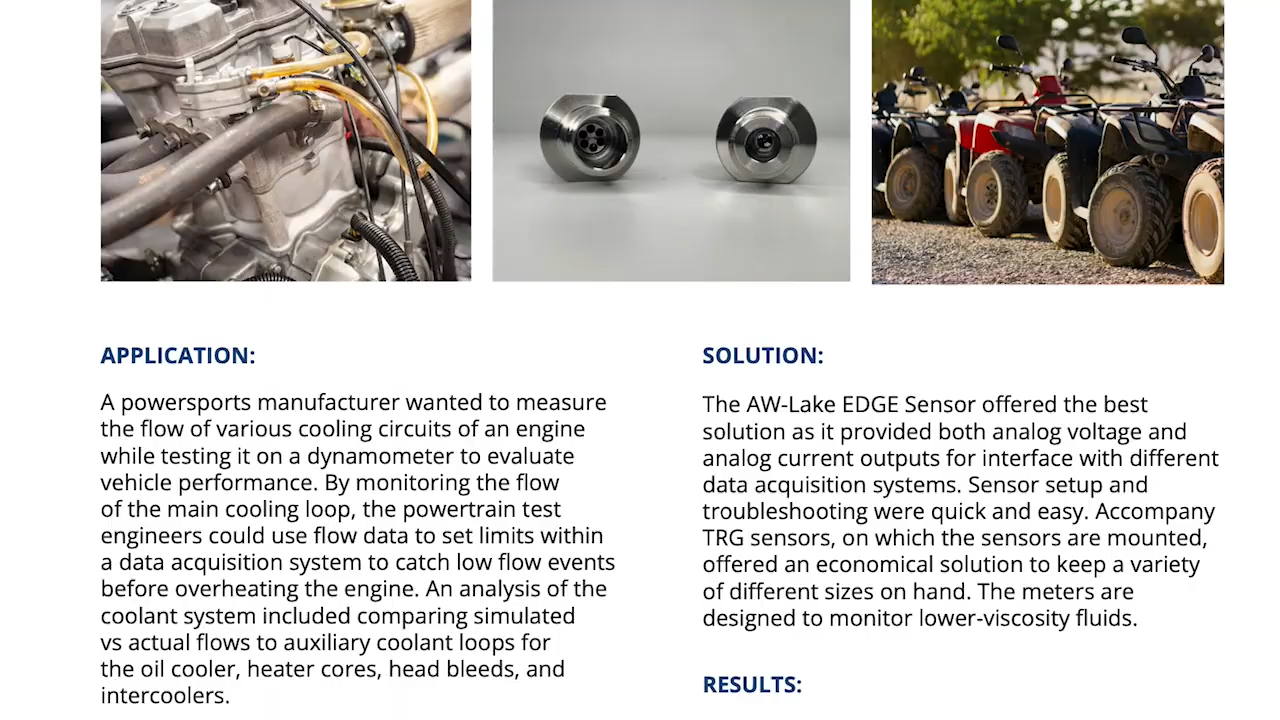 APPLICATION:
A powersports manufacturer wanted to measure
the flow of various cooling circuits of an engine
while testing it on a dynamometer to evaluate
vehicle performance. By monitoring the flow
of the main cooling loop, the powertrain test
engineers could use flow data to set limits within
a data acquisition system to catch low flow events
before overheating the engine. An analysis of the
coolant system included comparing simulated
vs actual flows to auxiliary coolant loops for
the oil cooler, heater cores, head bleeds, and
intercoolers.
SOLUTION:
The AW-Lake EDGE Sensor offered the best
solution as it provided both analog voltage and
analog current outputs for interface with different
data acquisition systems. Sensor setup and
troubleshooting were quick and easy. Accompany
TRG sensors, on which the sensors are mounted,
offered an economical solution to keep a variety
of different sizes on hand. The meters are
designed to monitor lower-viscosity fluids.
RESULTS: